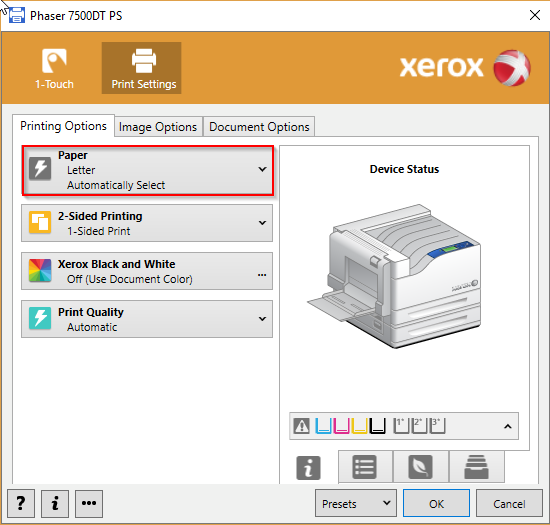 Phaser 7500DT PS
1-Touch
Print Settings
xerox
Printing Options
Image Options
Document Options
Paper
Letter
Automatically Select
2-Sided Printing
1-Sided Print
Xerox Black and White
Off (Use Document Color)
...
Print Quality
Automatic
Device Status
XEROX
1+ 2+ 3+
? i ...
Presets
OK
Cancel